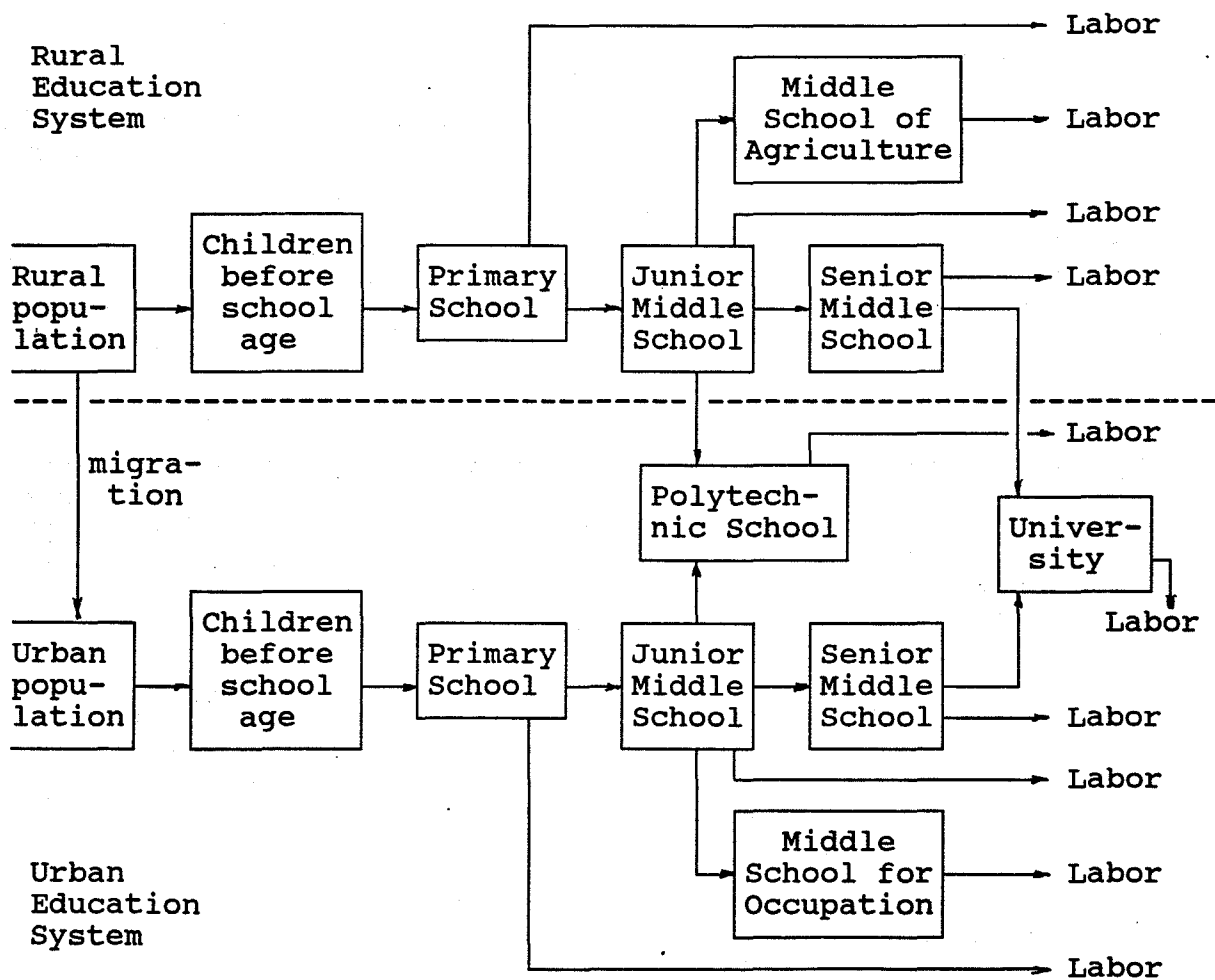 Labor
Rural
Education
System
Middle
School of
Agriculture
Labor
Labor
Rural
popu-
lation
Children
before
school
age
Primary
School
Junior
Middle
School
Senior
Middle
School
Labor
migra-
tion
Labor
Polytech-
nic School
Univer-
sity
Labor
Urban
popu-
lation
Children
before
school
age
Primary
School
Junior
Middle
School
Senior
Middle
School
Labor
Labor
Middle
School for
Occupation
Labor
Urban
Education
System
Labor